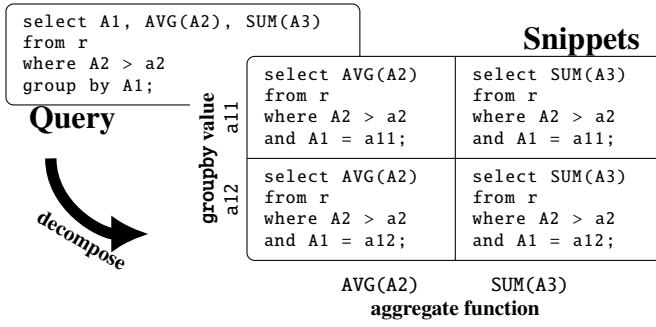 select A1, AVG(A2), SUM(A3)
from r
where A2 > a2
group by A1;
Query
decompose
Snippets
groupby value
a11
a12
select AVG(A2)
from r
where A2 > a2
and A1 = a11;
select SUM(A3)
from r
where A2 > a2
and A1 = a11;
select AVG(A2)
from r
where A2 > a2
and A1 = a12;
select SUM(A3)
from r
where A2 > a2
and A1 = a12;
AVG(A2)
SUM(A3)
aggregate function